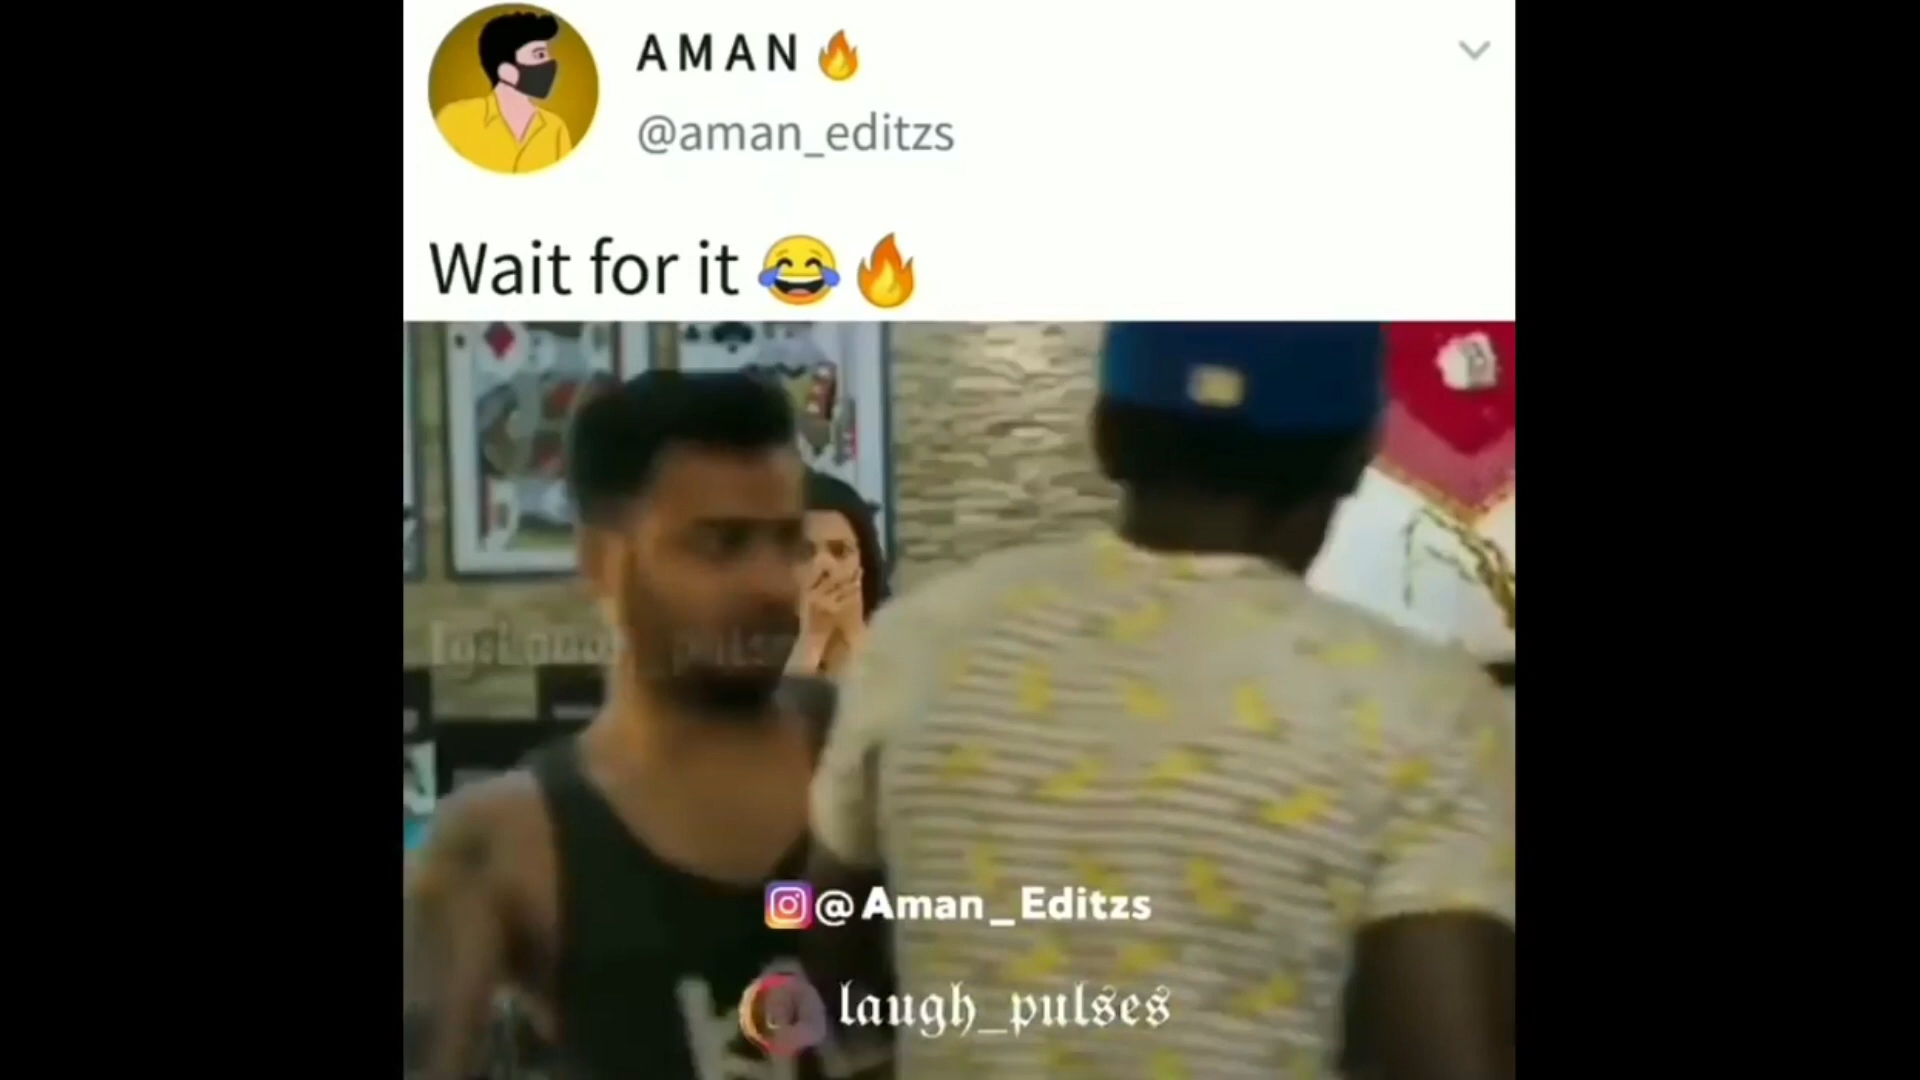 AMAN🔥
@aman_editzs
Wait for it 😂🔥
@Aman_Editzs
laugh_pulses